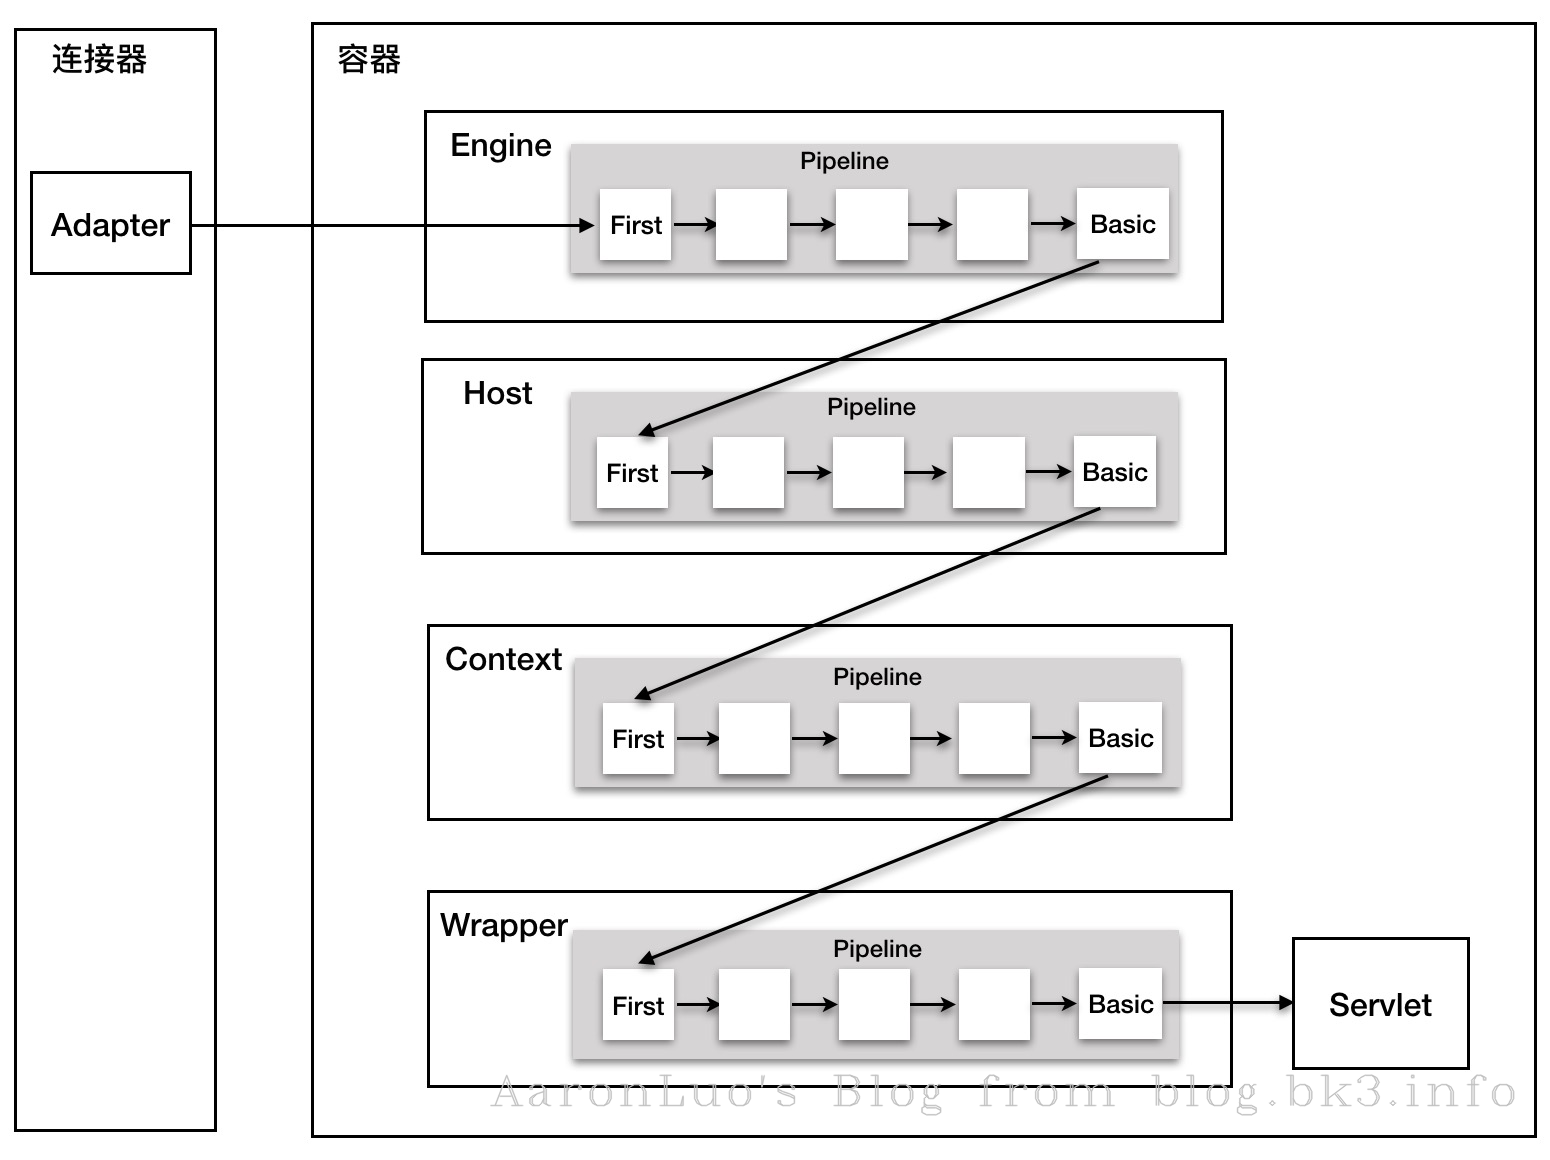 连接器
容器
Engine
Pipeline
Adapter
First
Basic
Host
Pipeline
First
Basic
Context
Pipeline
First
Basic
Wrapper
Pipeline
First
Basic
Servlet
AaronLuo's Blog from blog.bk3.info